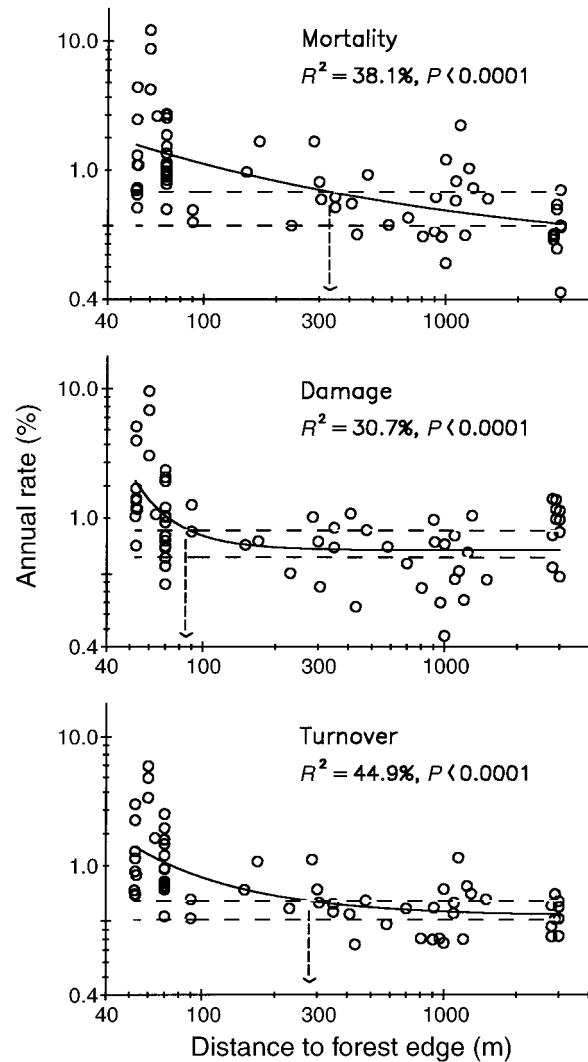 10.0
Mortality
R² = 38.1%, P < 0.0001
1.0
0.4
40
100
300
1000
10.0
Damage
R² = 30.7%, P < 0.0001
1.0
0.4
40
100
300
1000
10.0
Turnover
R² = 44.9%, P < 0.0001
1.0
0.4
40
100
300
1000
Annual rate (%)
Distance to forest edge (m)